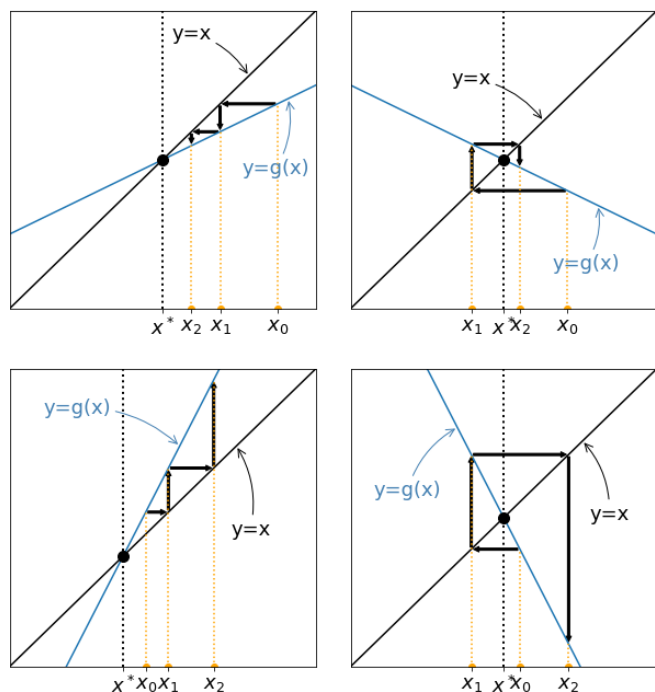 y=x
y=g(x)
x* x₂ x₁ x₀
y=x
y=g(x)
x₁ x* x₂ x₀
y=g(x)
y=x
x* x₀ x₁ x₂
y=g(x)
y=x
x₁ x* x₀ x₂